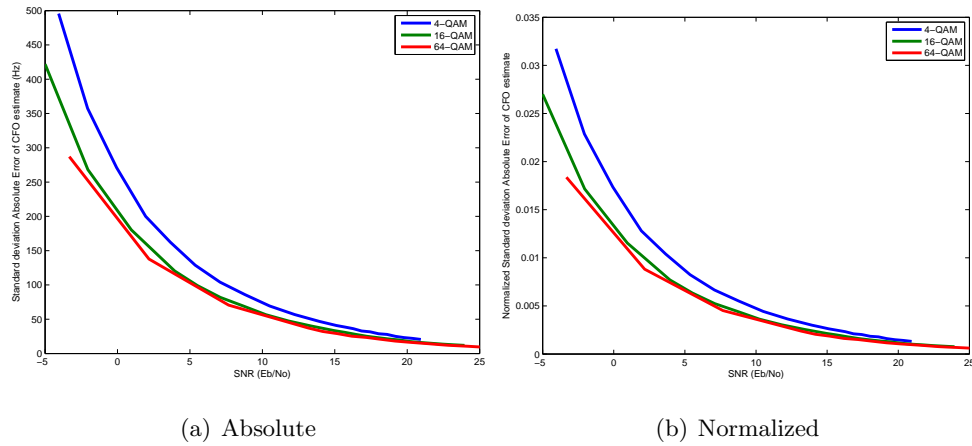 Standard deviation Absolute Error of CFO estimate (Hz)
500
450
400
350
300
250
200
150
100
50
0
−5
0
5
10
15
20
25
SNR (Eb/No)
4−QAM
16−QAM
64−QAM
(a) Absolute
Normalized Standard deviation Absolute Error of CFO estimate
0.035
0.03
0.025
0.02
0.015
0.01
0.005
0
−5
0
5
10
15
20
25
SNR (Eb/No)
4−QAM
16−QAM
64−QAM
(b) Normalized